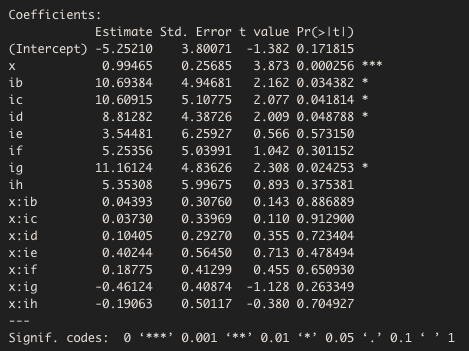 Coefficients:
            Estimate Std. Error t value Pr(>|t|)
(Intercept) -5.25210    3.80071  -1.382 0.171815
x            0.99465    0.25685   3.873 0.000256 ***
ib          10.69384    4.94681   2.162 0.034382 *
ic          10.60915    5.10775   2.077 0.041814 *
id           8.81282    4.38726   2.009 0.048788 *
ie           3.54481    6.25927   0.566 0.573150
if           5.25356    5.03991   1.042 0.301152
ig          11.16124    4.83626   2.308 0.024253 *
ih           5.35308    5.99675   0.893 0.375381
x:ib         0.04393    0.30760   0.143 0.886889
x:ic         0.03730    0.33969   0.110 0.912900
x:id         0.10405    0.29270   0.355 0.723404
x:ie         0.40244    0.56450   0.713 0.478494
x:if         0.18775    0.41299   0.455 0.650930
x:ig        -0.46124    0.40874  -1.128 0.263349
x:ih        -0.19063    0.50117  -0.380 0.704927
---
Signif. codes:  0 ‘***’ 0.001 ‘**’ 0.01 ‘*’ 0.05 ‘.’ 0.1 ‘ ’ 1